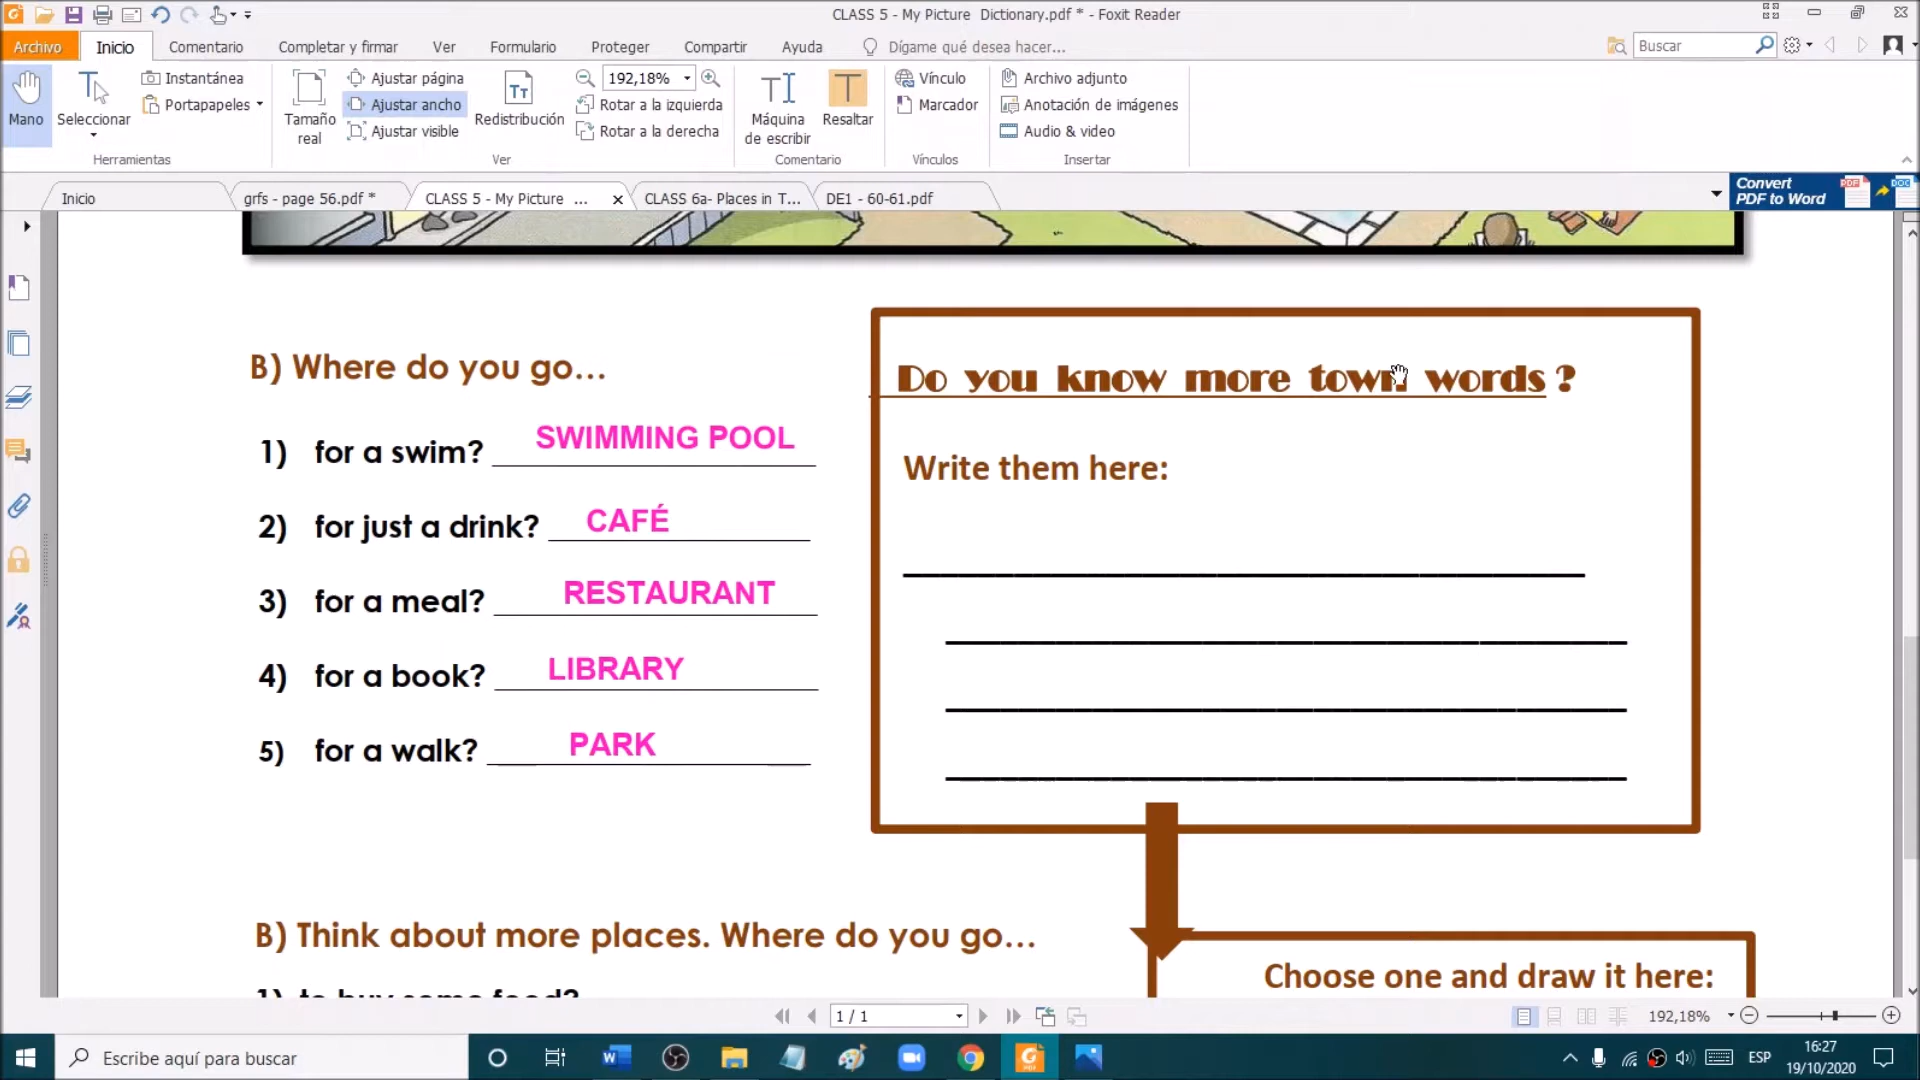 CLASS 5 - My Picture Dictionary.pdf * - Foxit Reader
Archivo Inicio Comentario Completar y firmar Ver Formulario Proteger Compartir Ayuda Dígame qué desea hacer... Buscar
Mano
Seleccionar
Instantánea
Portapapeles
Herramientas
Tamaño real
Ajustar página
Ajustar ancho
Ajustar visible
Redistribución
192,18%
Rotar a la izquierda
Rotar a la derecha
Ver
Máquina de escribir
Resaltar
Comentario
Vínculo
Marcador
Vínculos
Archivo adjunto
Anotación de imágenes
Audio & video
Insertar
Inicio grfs - page 56.pdf * CLASS 5 - My Picture ... CLASS 6a- Places in T... DE1 - 60-61.pdf
Convert
PDF to Word
PDF DOC
B) Where do you go...
1) for a swim? SWIMMING POOL
2) for just a drink? CAFÉ
3) for a meal? RESTAURANT
4) for a book? LIBRARY
5) for a walk? PARK
Do you know more town words ?
Write them here:
B) Think about more places. Where do you go...
1) to buy some food?
Choose one and draw it here:
1 / 1 192,18%
Escribe aquí para buscar
ESP
16:27
19/10/2020